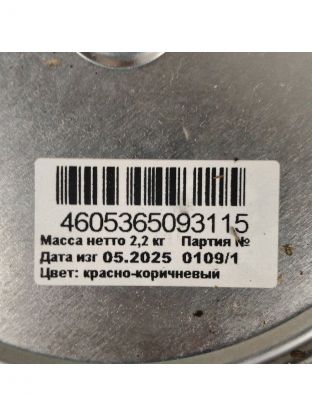 4605365093115
Масса нетто 2,2 кг Партия №
Дата изг 05.2025 0109/1
Цвет: красно-коричневый